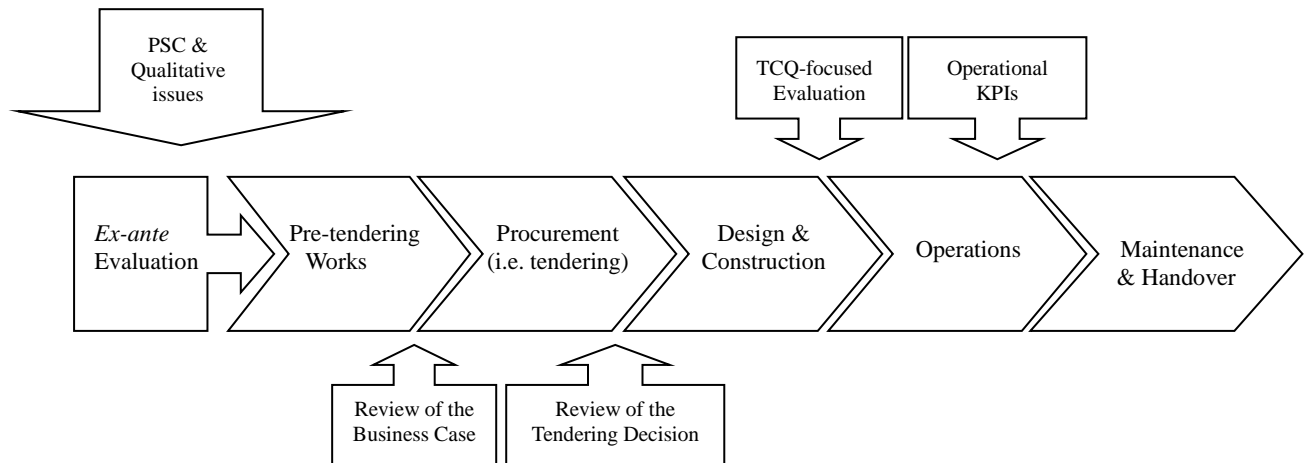 PSC &
Qualitative
issues
TCQ-focused
Evaluation
Operational
KPIs
Ex-ante
Evaluation
Pre-tendering
Works
Procurement
(i.e. tendering)
Design &
Construction
Operations
Maintenance
& Handover
Review of the
Business Case
Review of the
Tendering Decision